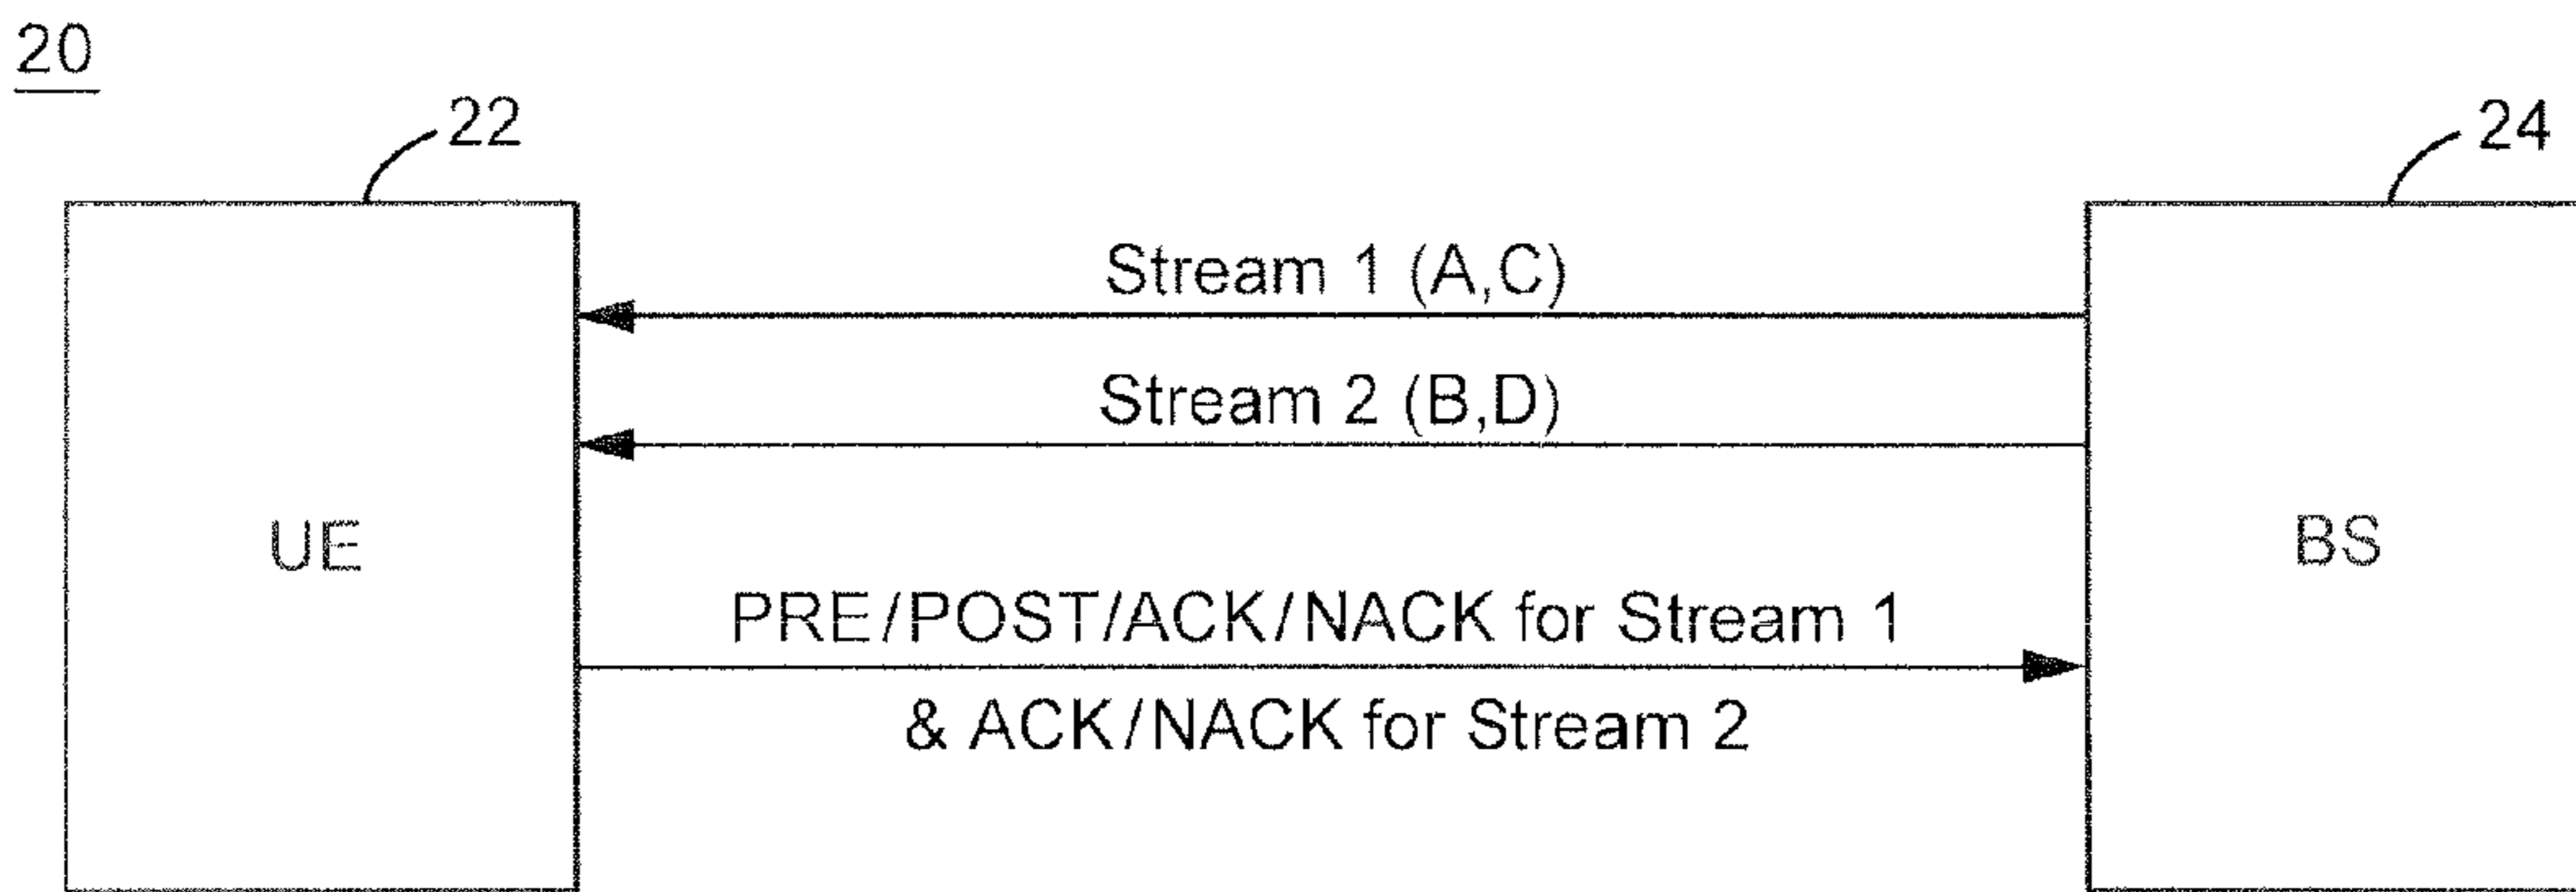 20
22
24
Stream 1 (A,C)
Stream 2 (B,D)
UE
BS
PRE/POST/ACK/NACK for Stream 1
& ACK/NACK for Stream 2